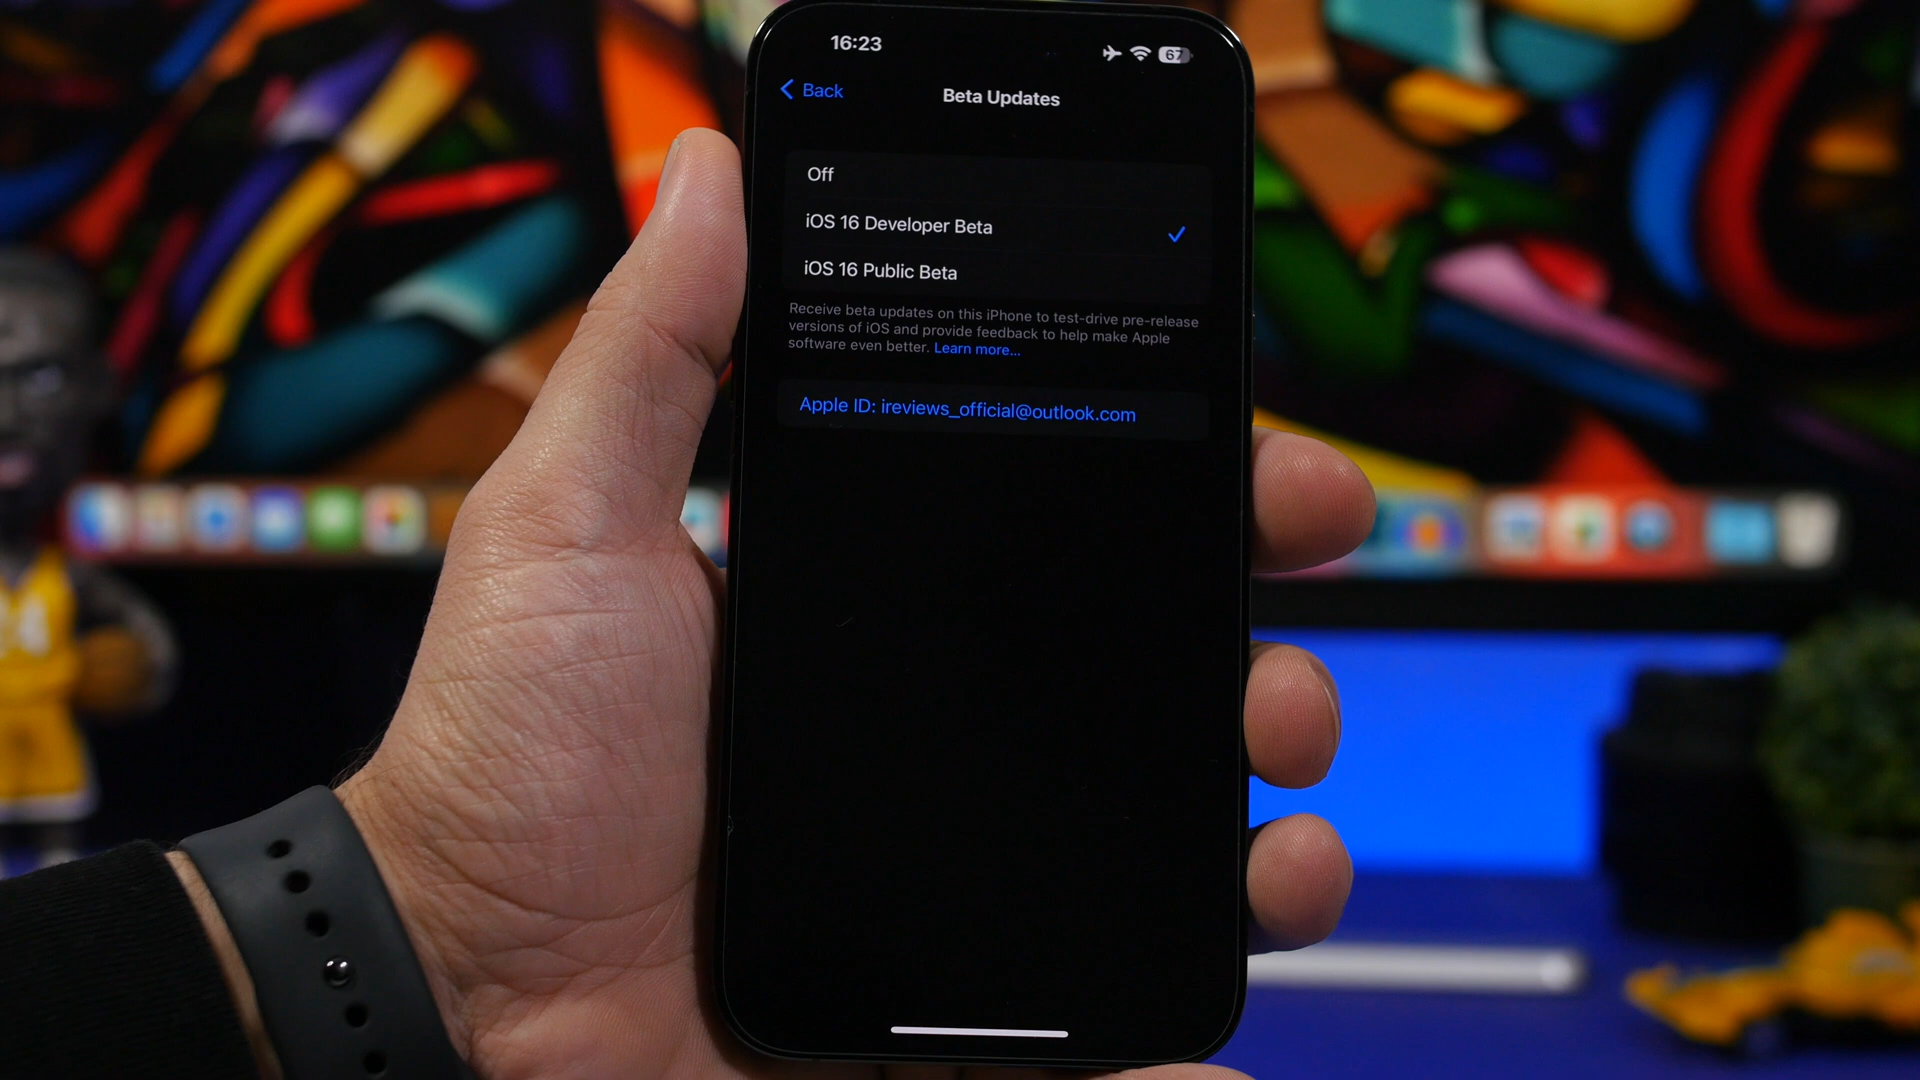 16:23
67
Back
Beta Updates
Off
iOS 16 Developer Beta
iOS 16 Public Beta
Receive beta updates on this iPhone to test-drive pre-release
versions of iOS and provide feedback to help make Apple
software even better. Learn more...
Apple ID: ireviews_official@outlook.com
24